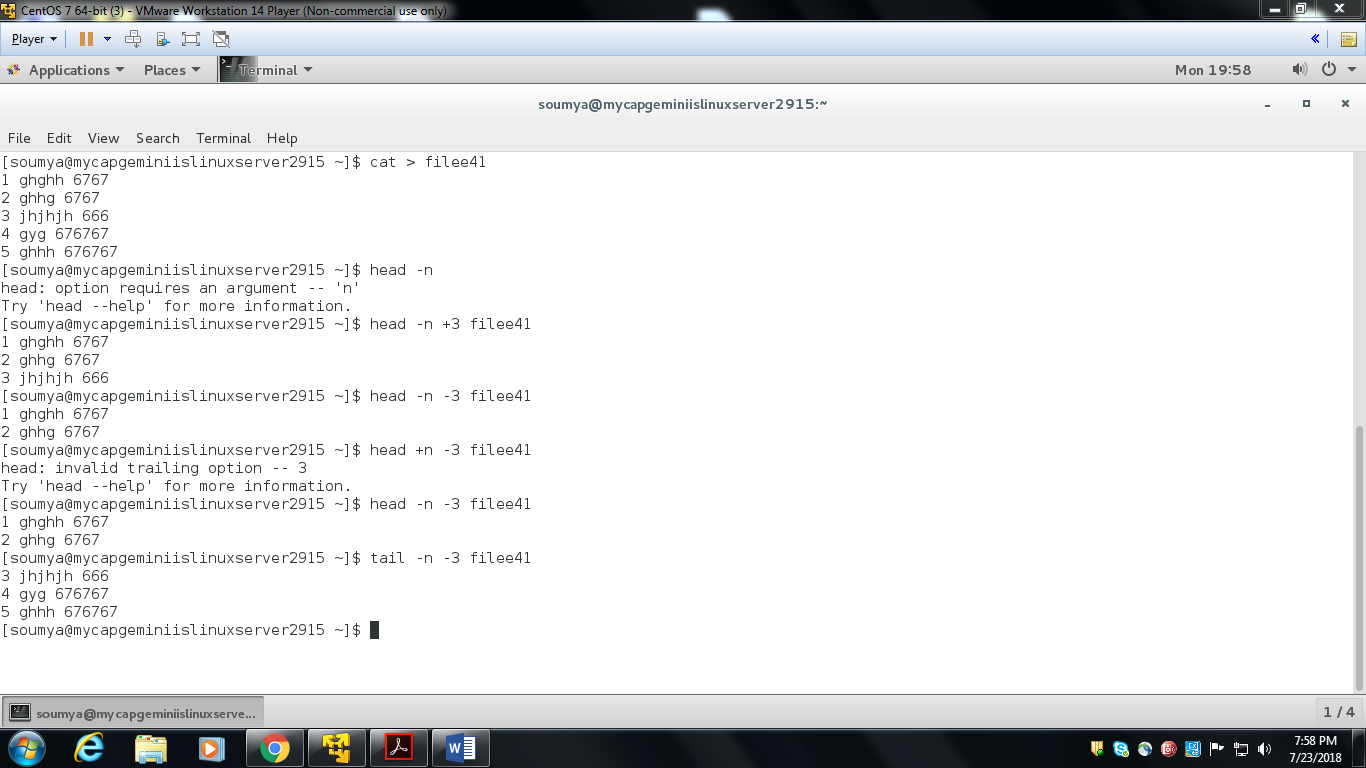 CentOS 7 64-bit (3) - VMware Workstation 14 Player (Non-commercial use only)
Player
Applications Places Terminal Mon 19:58
soumya@mycapgeminiislinuxserver2915:~
File Edit View Search Terminal Help
[soumya@mycapgeminiislinuxserver2915 ~]$ cat > filee41
1 ghghh 6767
2 ghhg 6767
3 jhjhjh 666
4 gyg 676767
5 ghhh 676767
[soumya@mycapgeminiislinuxserver2915 ~]$ head -n
head: option requires an argument -- 'n'
Try 'head --help' for more information.
[soumya@mycapgeminiislinuxserver2915 ~]$ head -n +3 filee41
1 ghghh 6767
2 ghhg 6767
3 jhjhjh 666
[soumya@mycapgeminiislinuxserver2915 ~]$ head -n -3 filee41
1 ghghh 6767
2 ghhg 6767
[soumya@mycapgeminiislinuxserver2915 ~]$ head +n -3 filee41
head: invalid trailing option -- 3
Try 'head --help' for more information.
[soumya@mycapgeminiislinuxserver2915 ~]$ head -n -3 filee41
1 ghghh 6767
2 ghhg 6767
[soumya@mycapgeminiislinuxserver2915 ~]$ tail -n -3 filee41
3 jhjhjh 666
4 gyg 676767
5 ghhh 676767
[soumya@mycapgeminiislinuxserver2915 ~]$
soumya@mycapgeminiislinuxserve... 1 / 4
7:58 PM
7/23/2018